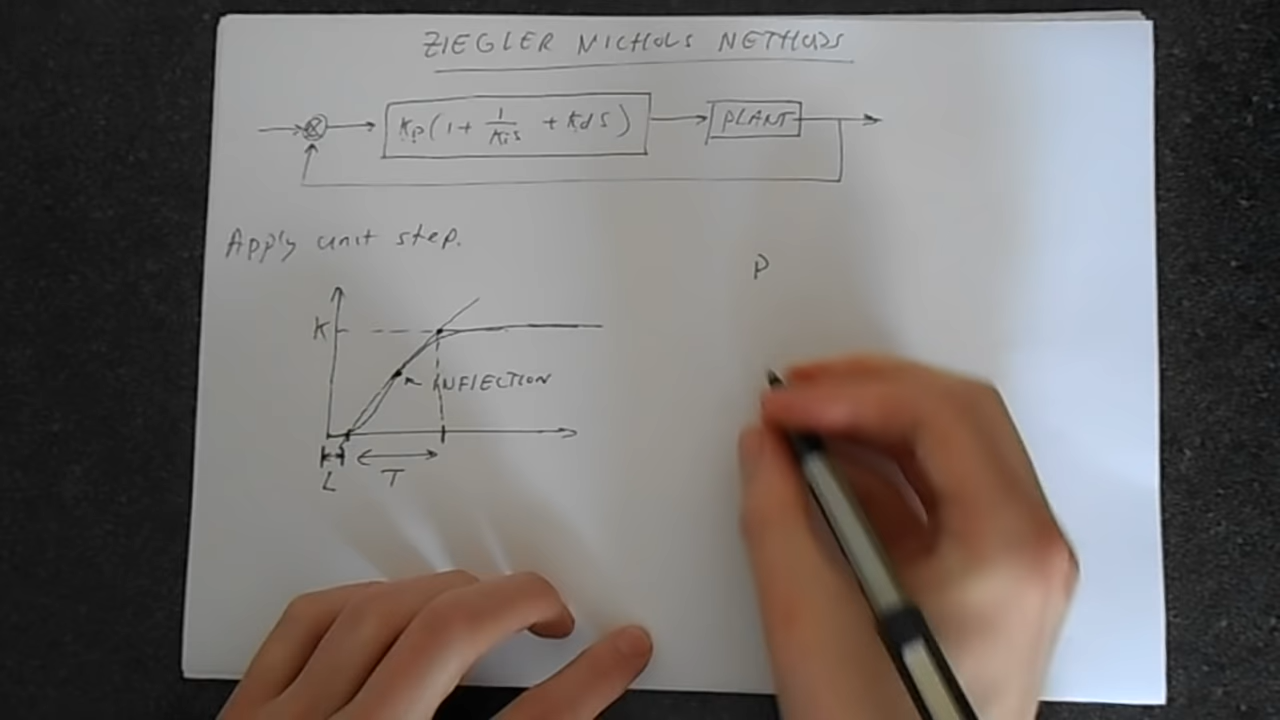 ZIEGLER NICHOLS NETHODS
Kp(1+ 1/Kis + Kds)
PLANT
Apply unit step.
P
K
INFLECTION
L
T